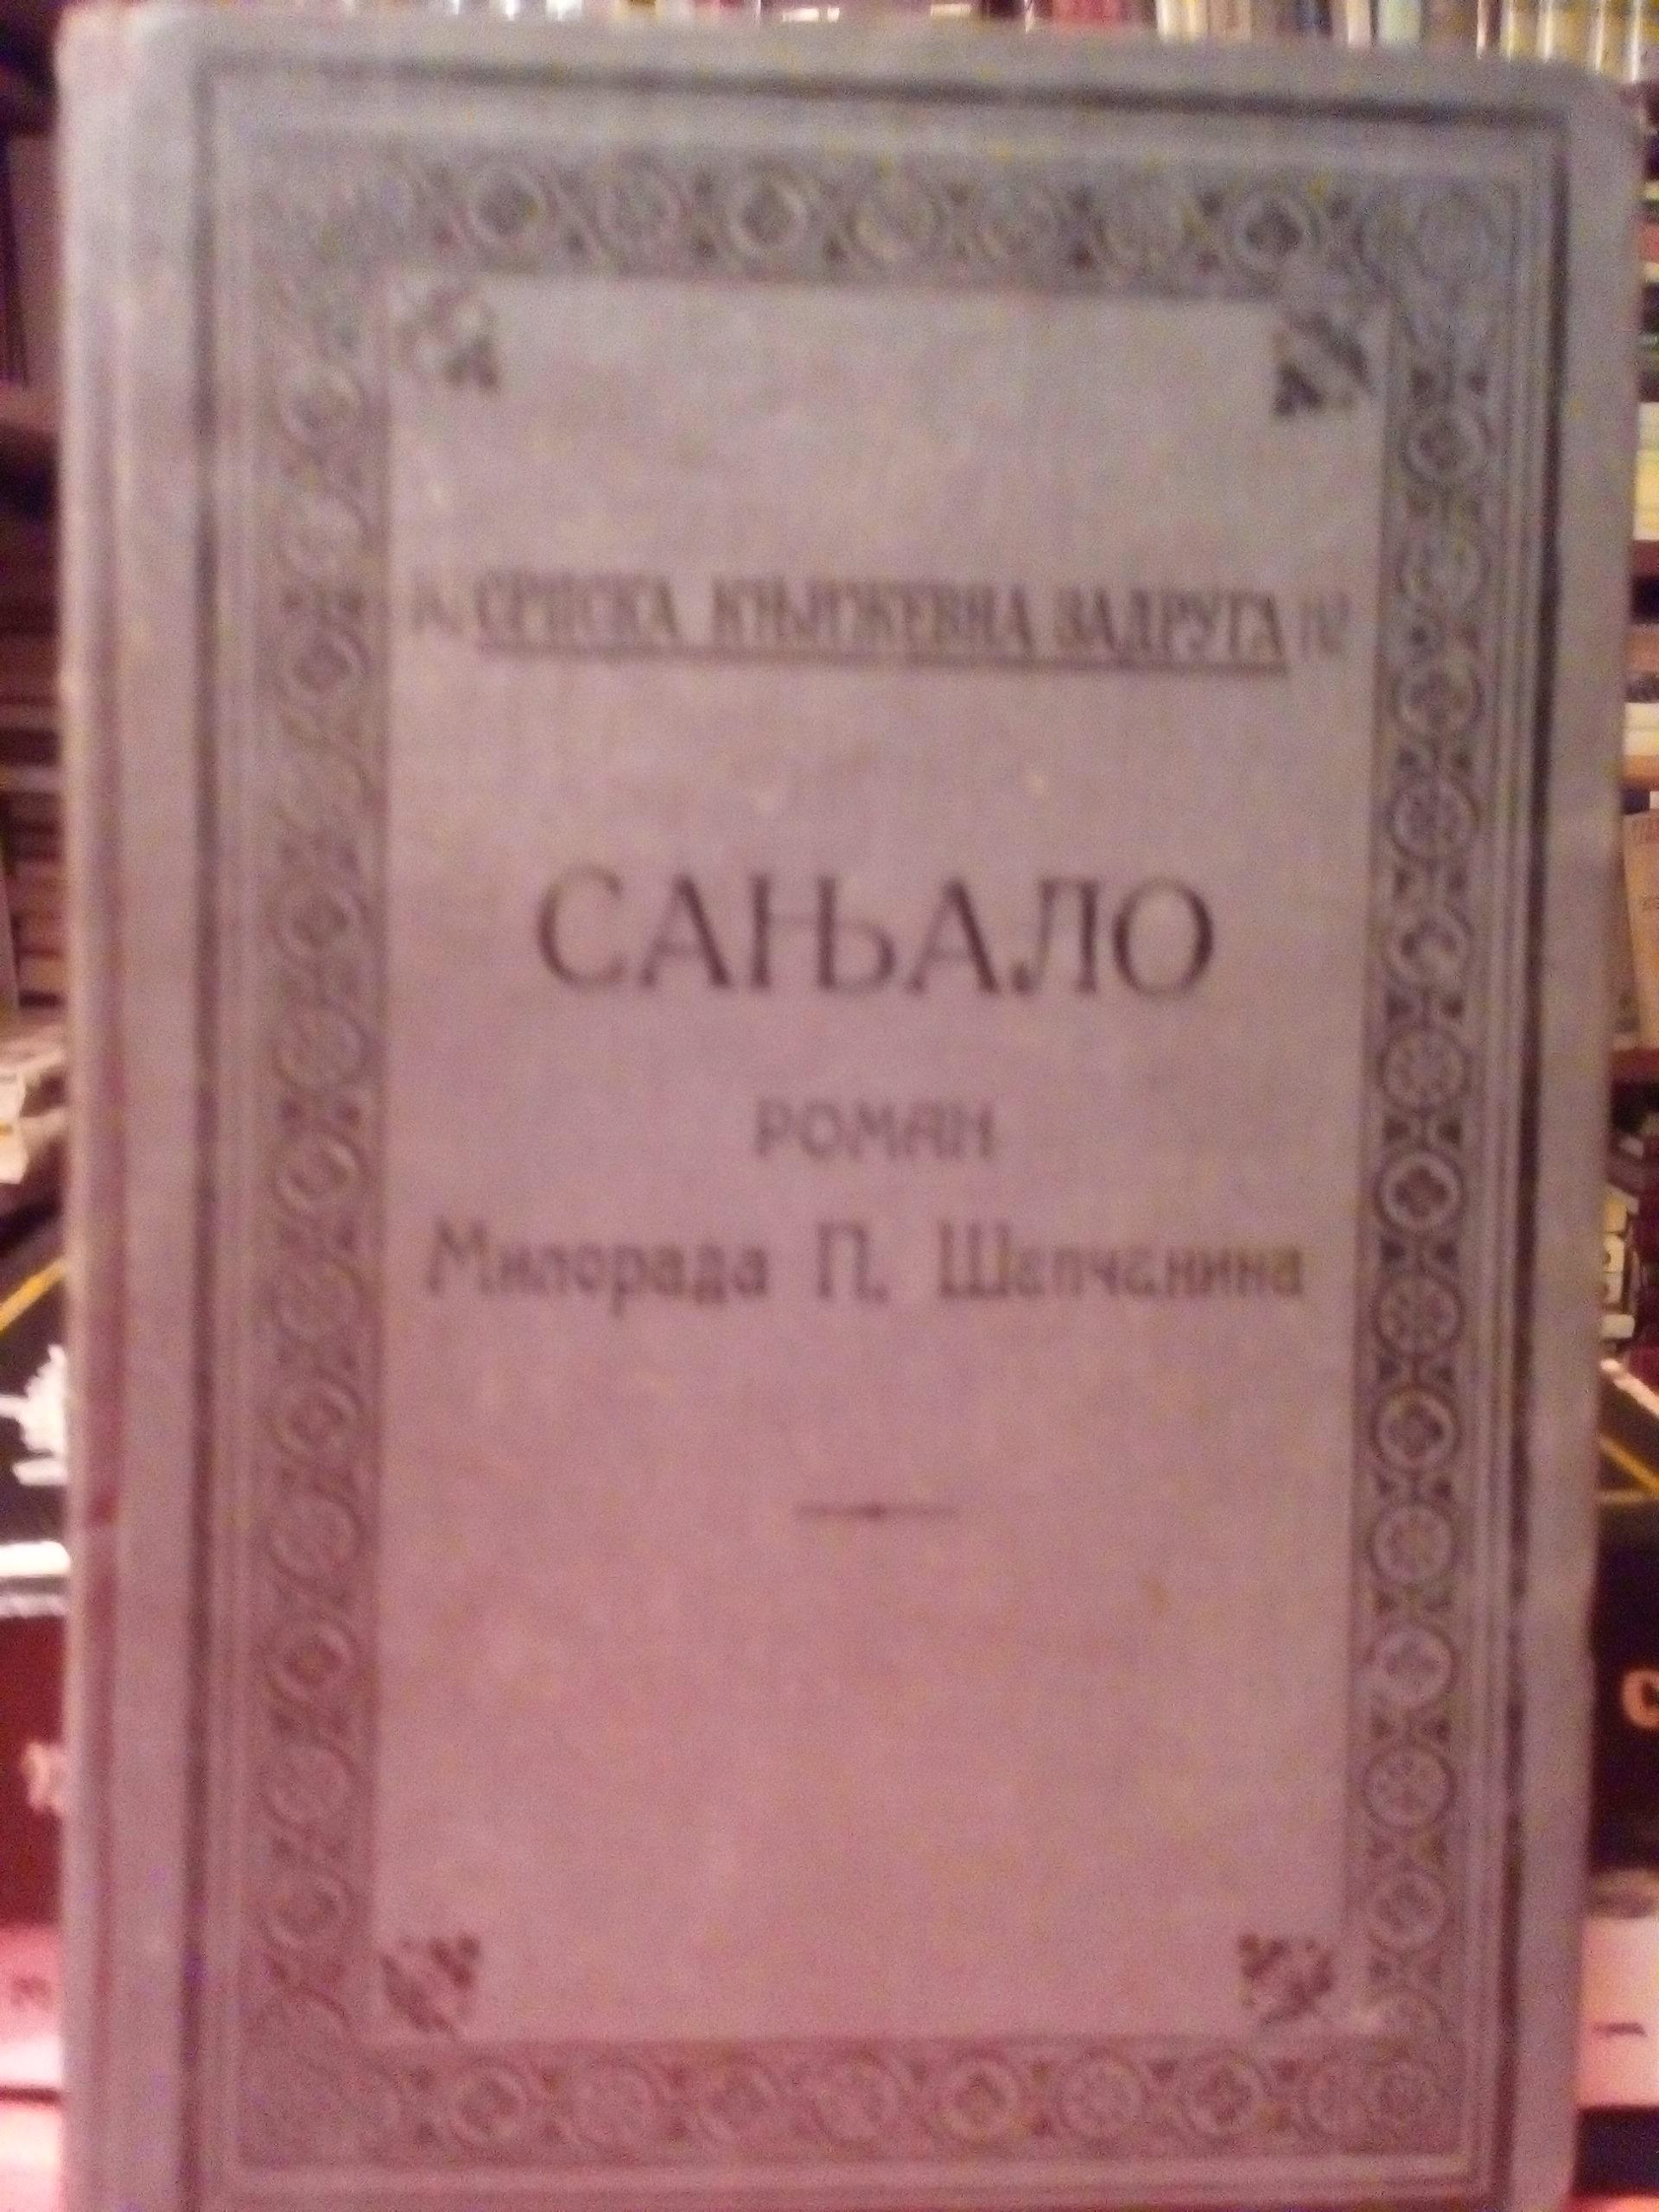 СРПСКА КЊИЖЕВНА ЗАДРУГА
САЊАЛО
РОМАН
Милорада П. Шапчанина